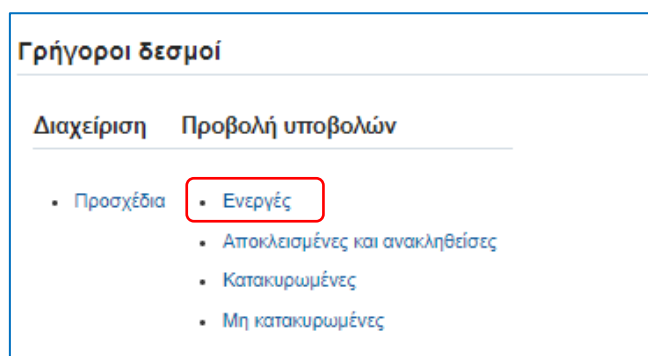 Γρήγοροι δεσμοί
Διαχείριση Προβολή υποβολών
• Προσχέδια • Ενεργές
• Αποκλεισμένες και ανακληθείσες
• Κατακυρωμένες
• Μη κατακυρωμένες